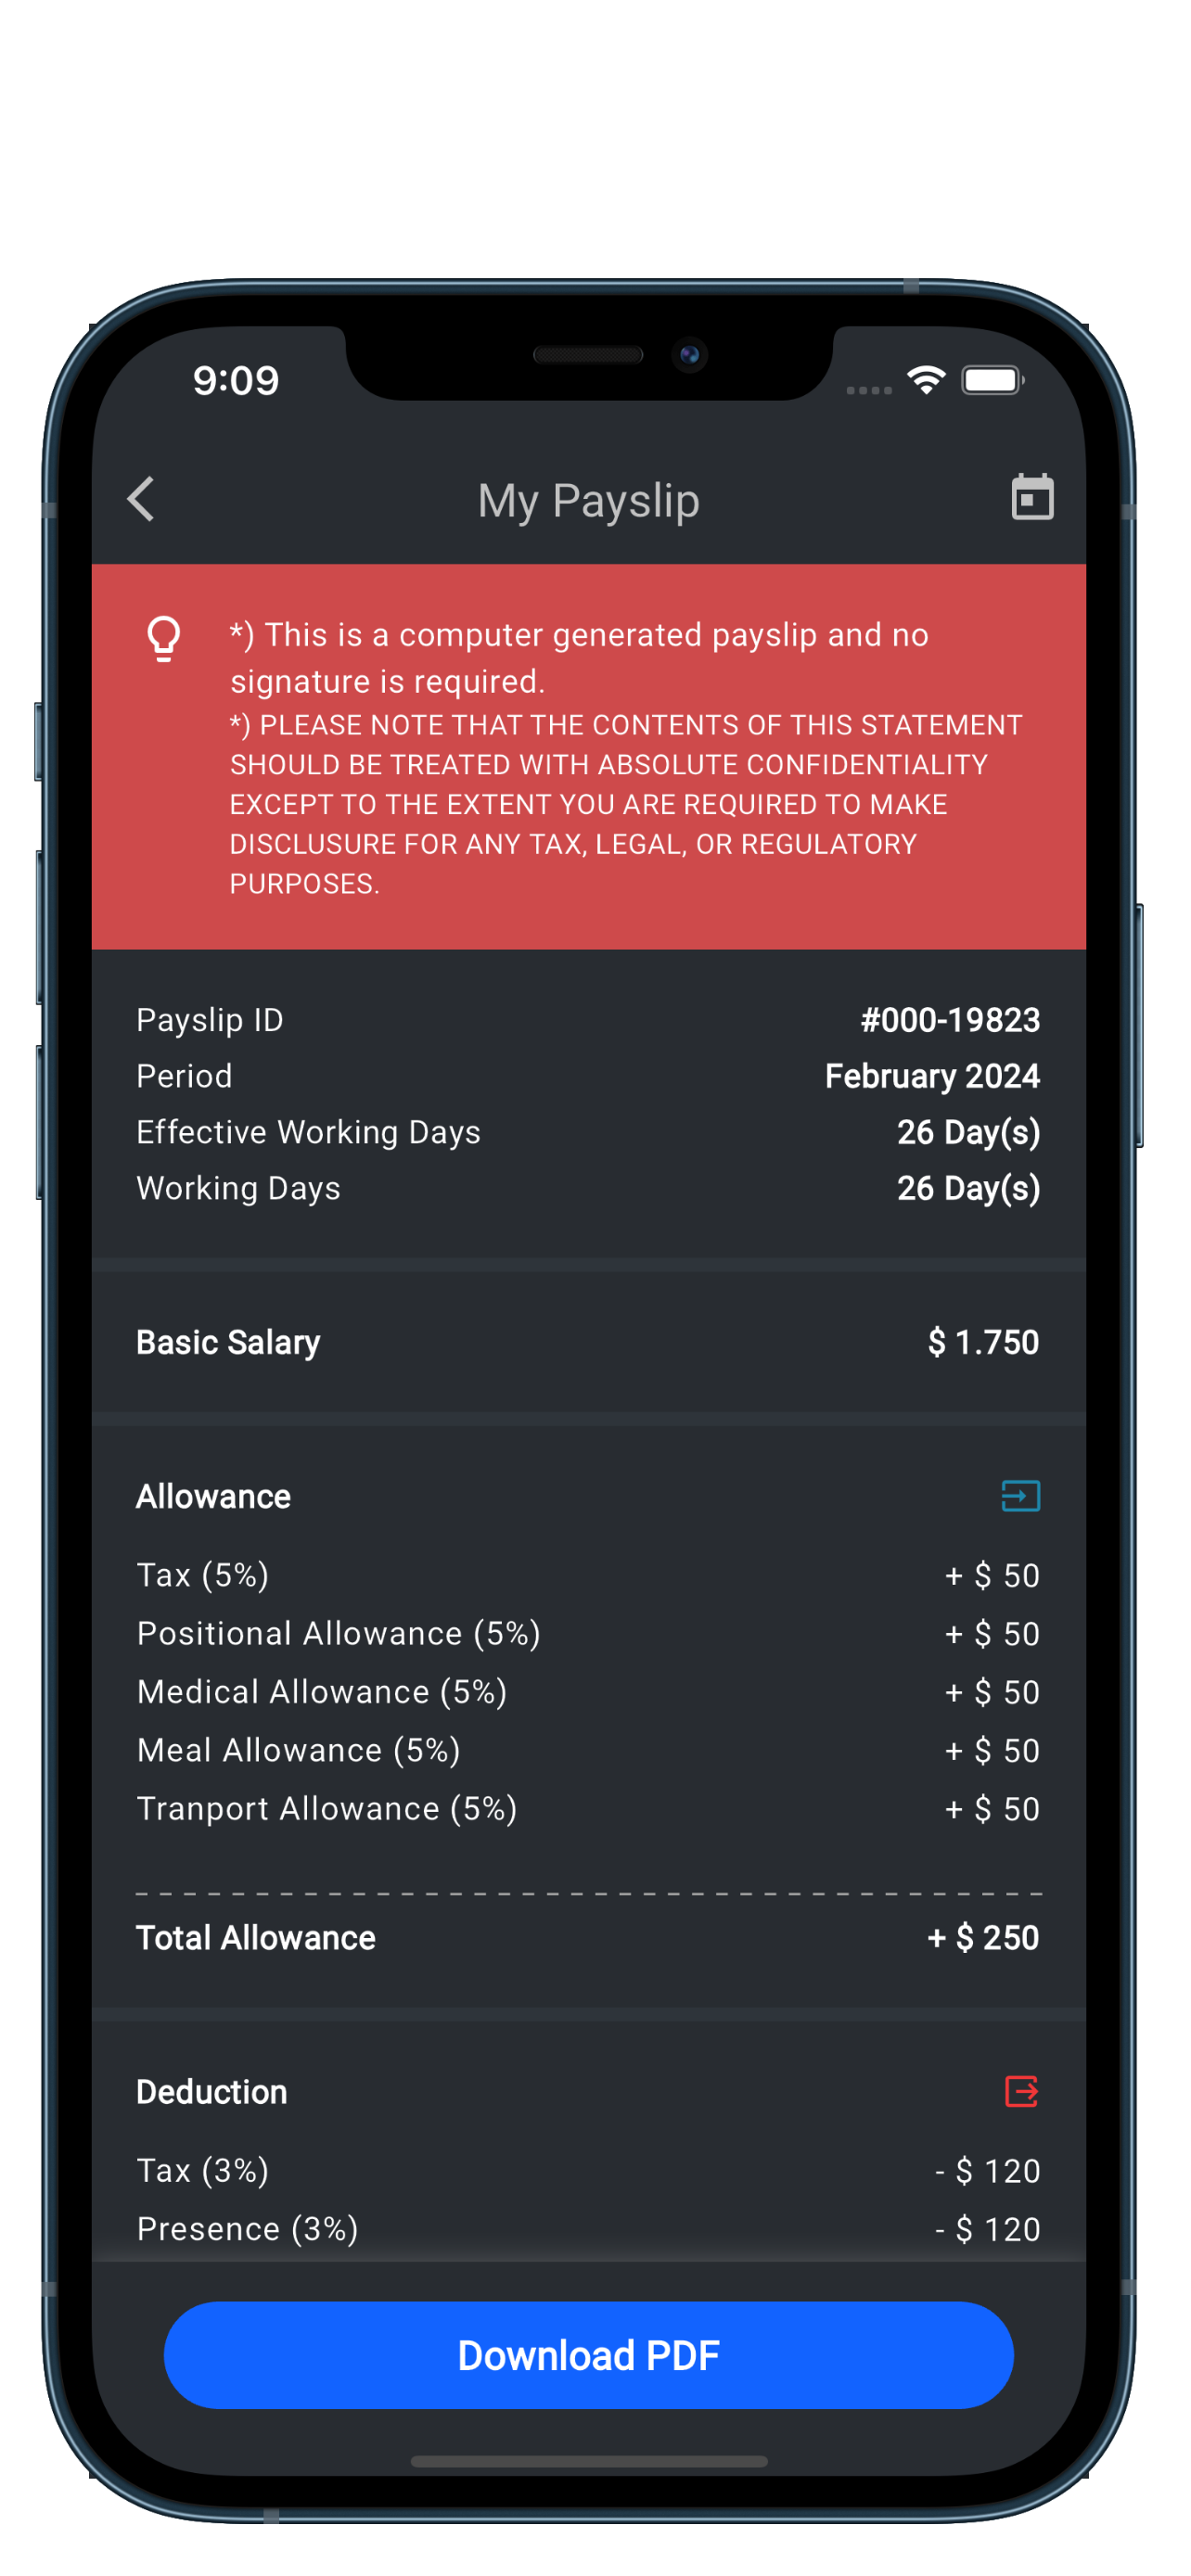 9:09
My Payslip
*) This is a computer generated payslip and no
signature is required.
*) PLEASE NOTE THAT THE CONTENTS OF THIS STATEMENT
SHOULD BE TREATED WITH ABSOLUTE CONFIDENTIALITY
EXCEPT TO THE EXTENT YOU ARE REQUIRED TO MAKE
DISCLUSURE FOR ANY TAX, LEGAL, OR REGULATORY
PURPOSES.
Payslip ID #000-19823
Period February 2024
Effective Working Days 26 Day(s)
Working Days 26 Day(s)
Basic Salary $ 1.750
Allowance
Tax (5%) + $ 50
Positional Allowance (5%) + $ 50
Medical Allowance (5%) + $ 50
Meal Allowance (5%) + $ 50
Tranport Allowance (5%) + $ 50
Total Allowance + $ 250
Deduction
Tax (3%) - $ 120
Presence (3%) - $ 120
Download PDF